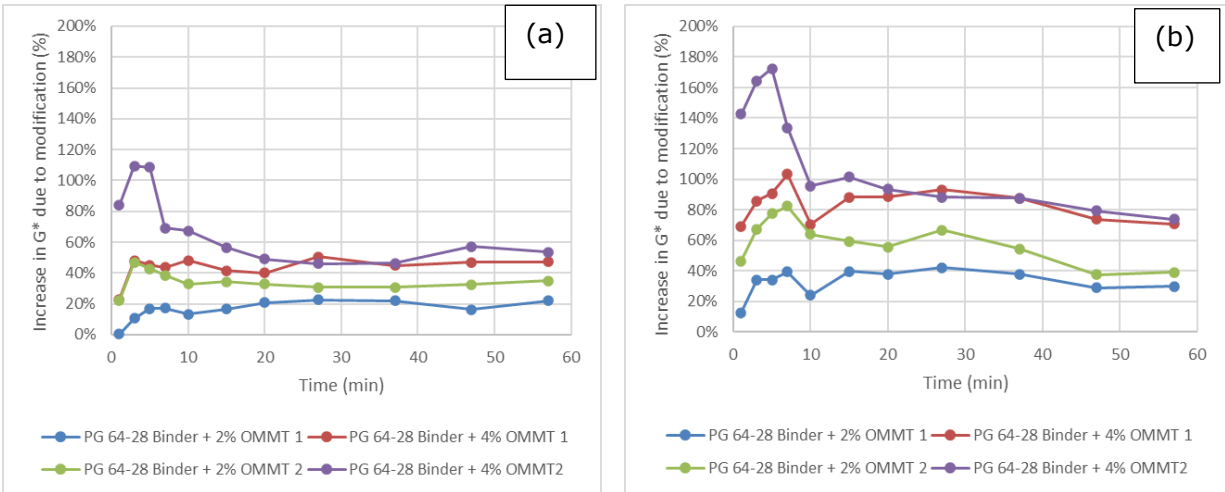 (a)
Increase in G* due to modification (%)
200%
180%
160%
140%
120%
100%
80%
60%
40%
20%
0%
0 10 20 30 40 50 60
Time (min)
PG 64-28 Binder + 2% OMMT 1 PG 64-28 Binder + 4% OMMT 1
PG 64-28 Binder + 2% OMMT 2 PG 64-28 Binder + 4% OMMT2
(b)
Increase in G* due to modification (%)
200%
180%
160%
140%
120%
100%
80%
60%
40%
20%
0%
0 10 20 30 40 50 60
Time (min)
PG 64-28 Binder + 2% OMMT 1 PG 64-28 Binder + 4% OMMT 1
PG 64-28 Binder + 2% OMMT 2 PG 64-28 Binder + 4% OMMT2